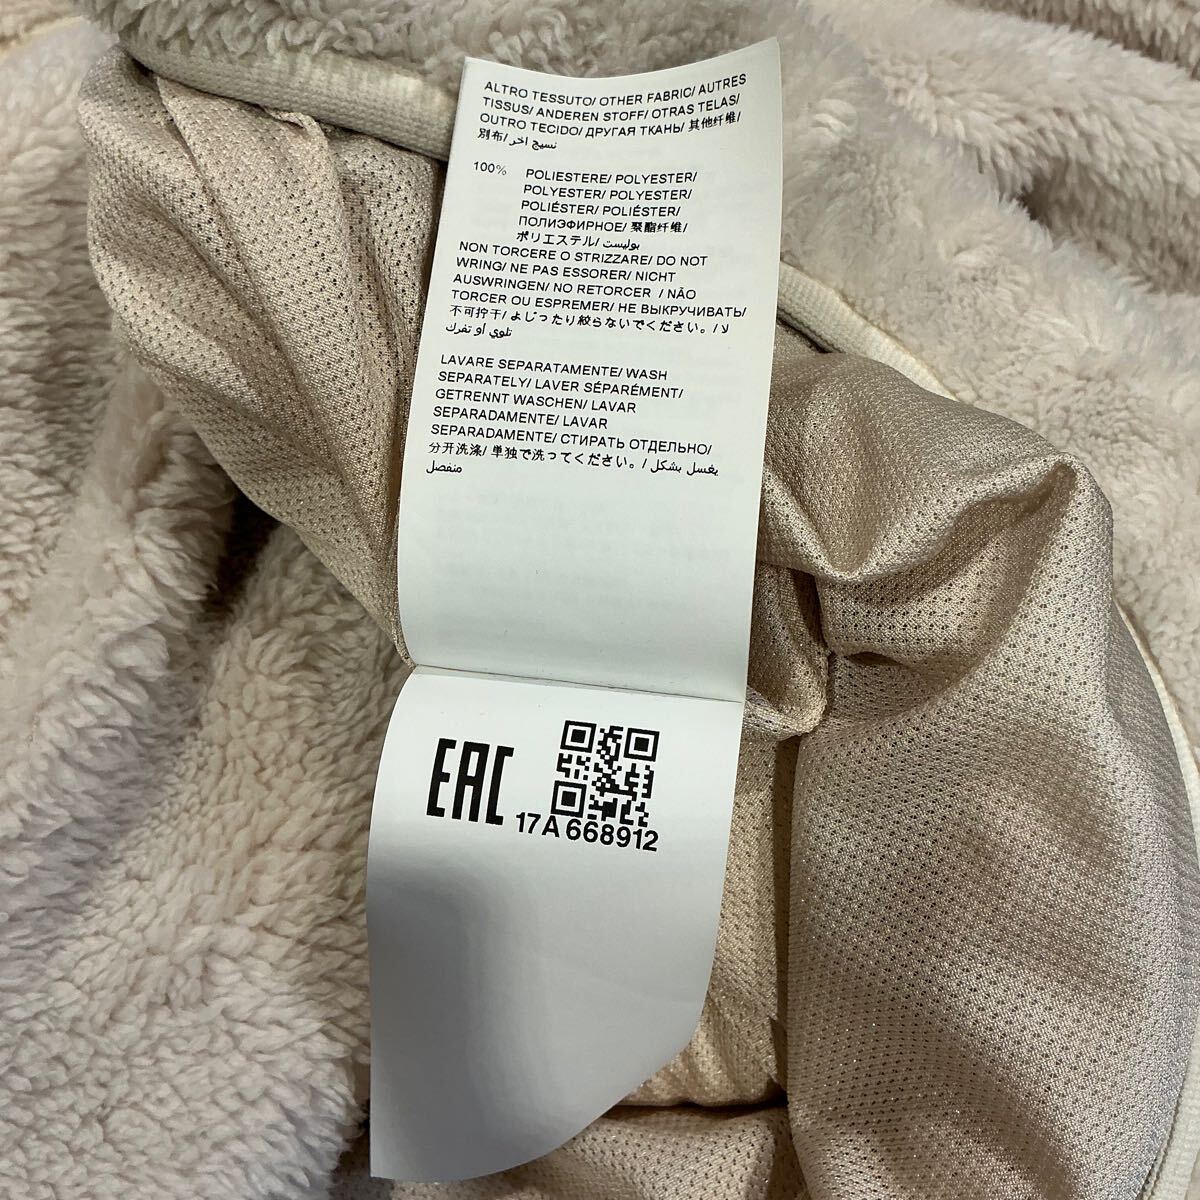 ALTRO TESSUTO/ OTHER FABRIC/ AUTRES
TISSUS/ ANDEREN STOFF/ OTRAS TELAS/
OUTRO TECIDO/ ДРУГАЯ ТКАНЬ/ 其他纤维/
別布/ نسيج اخر
100% POLIESTERE/ POLYESTER/
POLYESTER/ POLYESTER/
POLIÉSTER/ POLIÉSTER/
ПОЛИЭФИРНОЕ/ 聚酯纤维/
ポリエステル/ بوليست
NON TORCERE O STRIZZARE/ DO NOT
WRING/ NE PAS ESSORER/ NICHT
AUSWRINGEN/ NO RETORCER / NÃO
TORCER OU ESPREMER/ НЕ ВЫКРУЧИВАТЬ/
不可拧干/ よじったり絞らないでください。/ لا
تلوي أو تفرك
LAVARE SEPARATAMENTE/ WASH
SEPARATELY/ LAVER SÉPARÉMENT/
GETRENNT WASCHEN/ LAVAR
SEPARADAMENTE/ LAVAR
SEPARADAMENTE/ СТИРАТЬ ОТДЕЛЬНО/
分开洗涤/ 単独で洗ってください。/ يغسل بشكل
منفصل
EAC
17A 668912